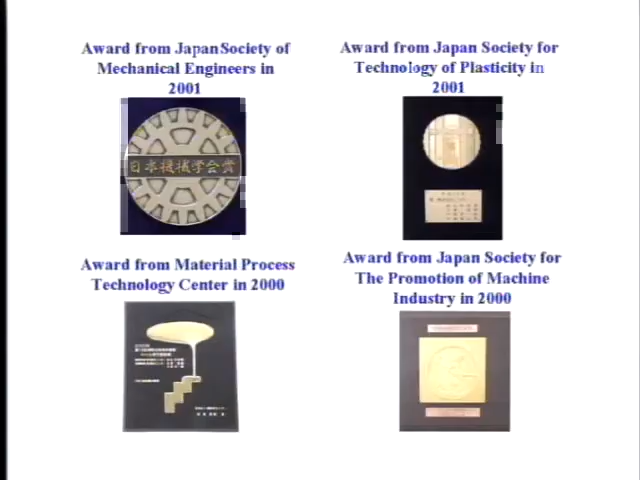 Award from Japan Society of
Mechanical Engineers in
2001
Award from Japan Society for
Technology of Plasticity in
2001
日本機械学会賞
Award from Material Process
Technology Center in 2000
Award from Japan Society for
The Promotion of Machine
Industry in 2000